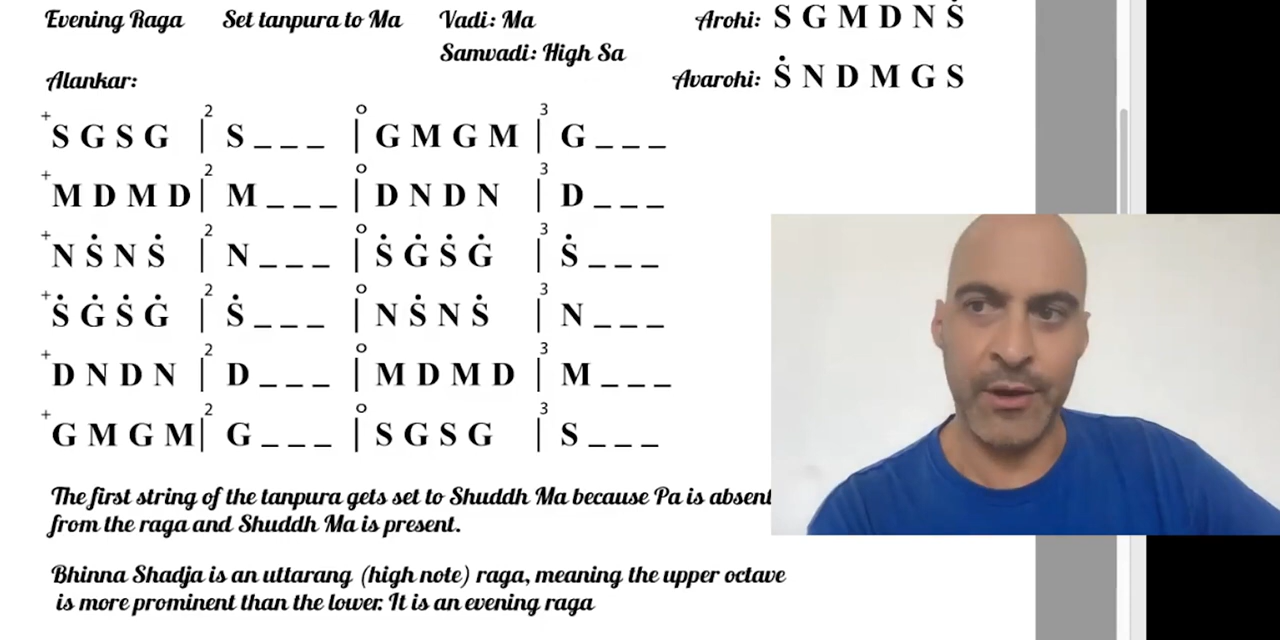 Evening Raga Set tanpura to Ma Vadi: Ma Arohi: S G M D N Ṡ
Samvadi: High Sa
Alankar: Avarohi: Ṡ N D M G S
+ 2 o 3
S G S G | S _ _ _ | G M G M | G _ _ _
+ 2 o 3
M D M D | M _ _ _ | D N D N | D _ _ _
+ 2 o 3
N Ṡ N Ṡ | N _ _ _ | Ṡ Ġ Ṡ Ġ | Ṡ _ _ _
+ 2 o 3
Ṡ Ġ Ṡ Ġ | Ṡ _ _ _ | N Ṡ N Ṡ | N _ _ _
+ 2 o 3
D N D N | D _ _ _ | M D M D | M _ _ _
+ 2 o 3
G M G M | G _ _ _ | S G S G | S _ _ _
The first string of the tanpura gets set to Shuddh Ma because Pa is absent
from the raga and Shuddh Ma is present.
Bhinna Shadja is an uttarang (high note) raga, meaning the upper octave
is more prominent than the lower. It is an evening raga